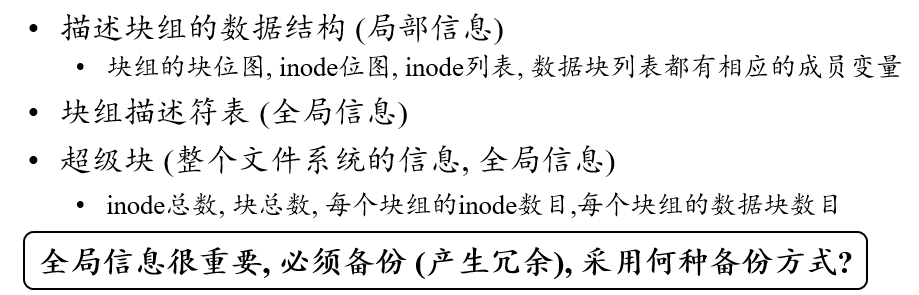 • 描述块组的数据结构 (局部信息)
• 块组的块位图, inode位图, inode列表, 数据块列表都有相应的成员变量
• 块组描述符表 (全局信息)
• 超级块 (整个文件系统的信息, 全局信息)
• inode总数, 块总数, 每个块组的inode数目,每个块组的数据块数目
全局信息很重要, 必须备份 (产生冗余), 采用何种备份方式?